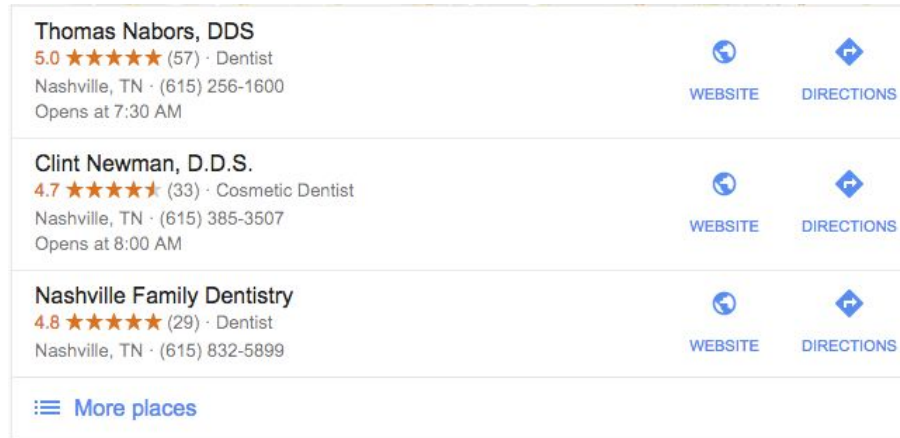 Thomas Nabors, DDS
5.0 ★★★★★ (57) · Dentist
Nashville, TN · (615) 256-1600
Opens at 7:30 AM
WEBSITE
DIRECTIONS
Clint Newman, D.D.S.
4.7 ★★★★★ (33) · Cosmetic Dentist
Nashville, TN · (615) 385-3507
Opens at 8:00 AM
WEBSITE
DIRECTIONS
Nashville Family Dentistry
4.8 ★★★★★ (29) · Dentist
Nashville, TN · (615) 832-5899
WEBSITE
DIRECTIONS
More places